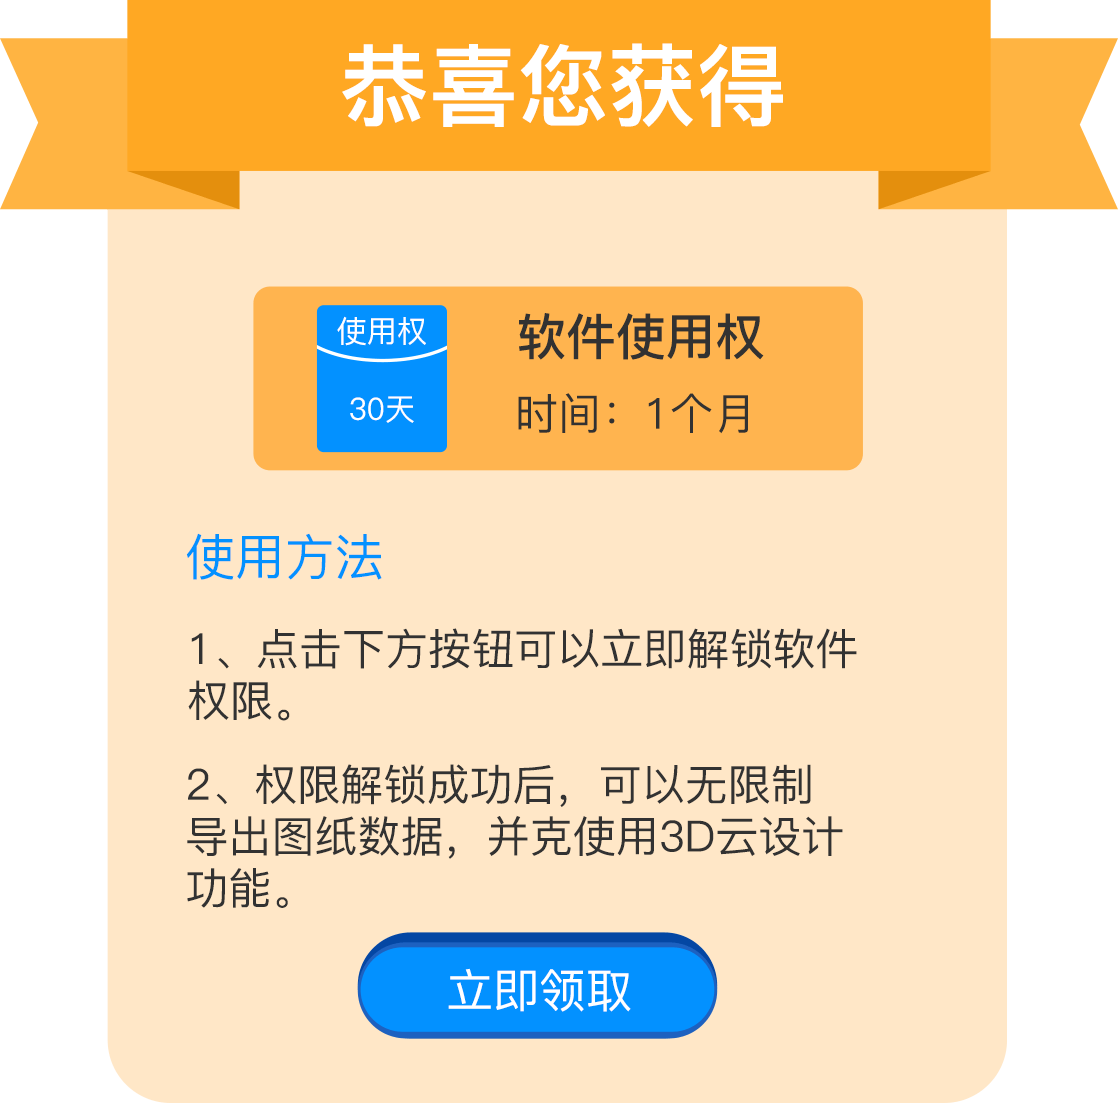 恭喜您获得
使用权
30天
软件使用权
时间：1个月
使用方法
1、点击下方按钮可以立即解锁软件
权限。
2、权限解锁成功后，可以无限制
导出图纸数据，并克使用3D云设计
功能。
立即领取